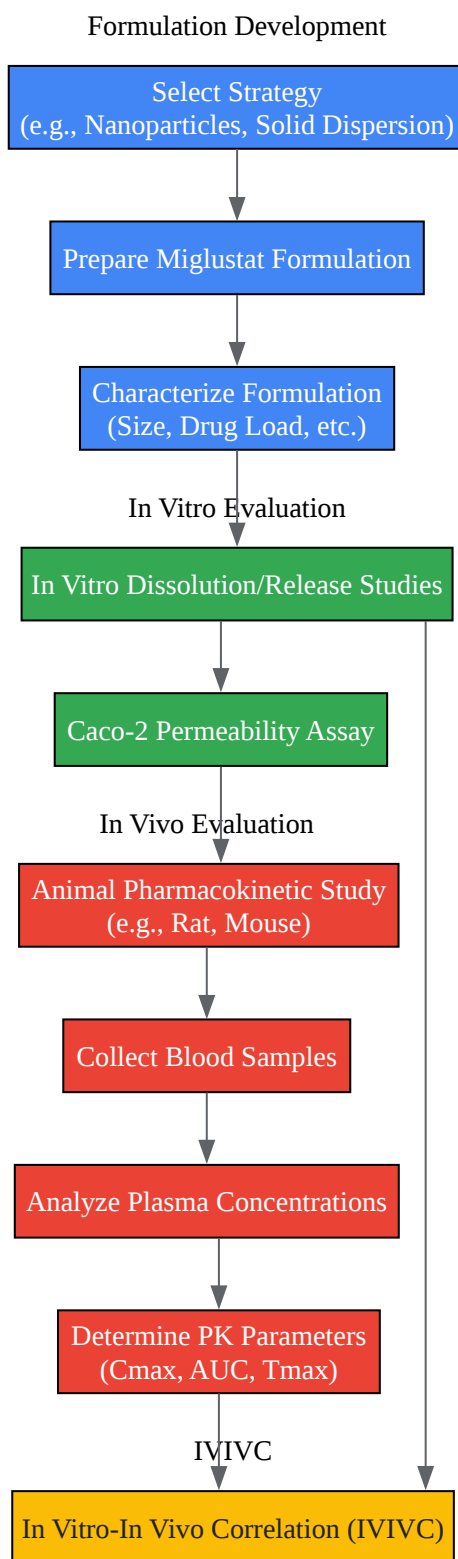 Formulation Development
Select Strategy
(e.g., Nanoparticles, Solid Dispersion)
Prepare Miglustat Formulation
Characterize Formulation
(Size, Drug Load, etc.)
In Vitro Evaluation
In Vitro Dissolution/Release Studies
Caco-2 Permeability Assay
In Vivo Evaluation
Animal Pharmacokinetic Study
(e.g., Rat, Mouse)
Collect Blood Samples
Analyze Plasma Concentrations
Determine PK Parameters
(Cmax, AUC, Tmax)
IVIVC
In Vitro-In Vivo Correlation (IVIVC)